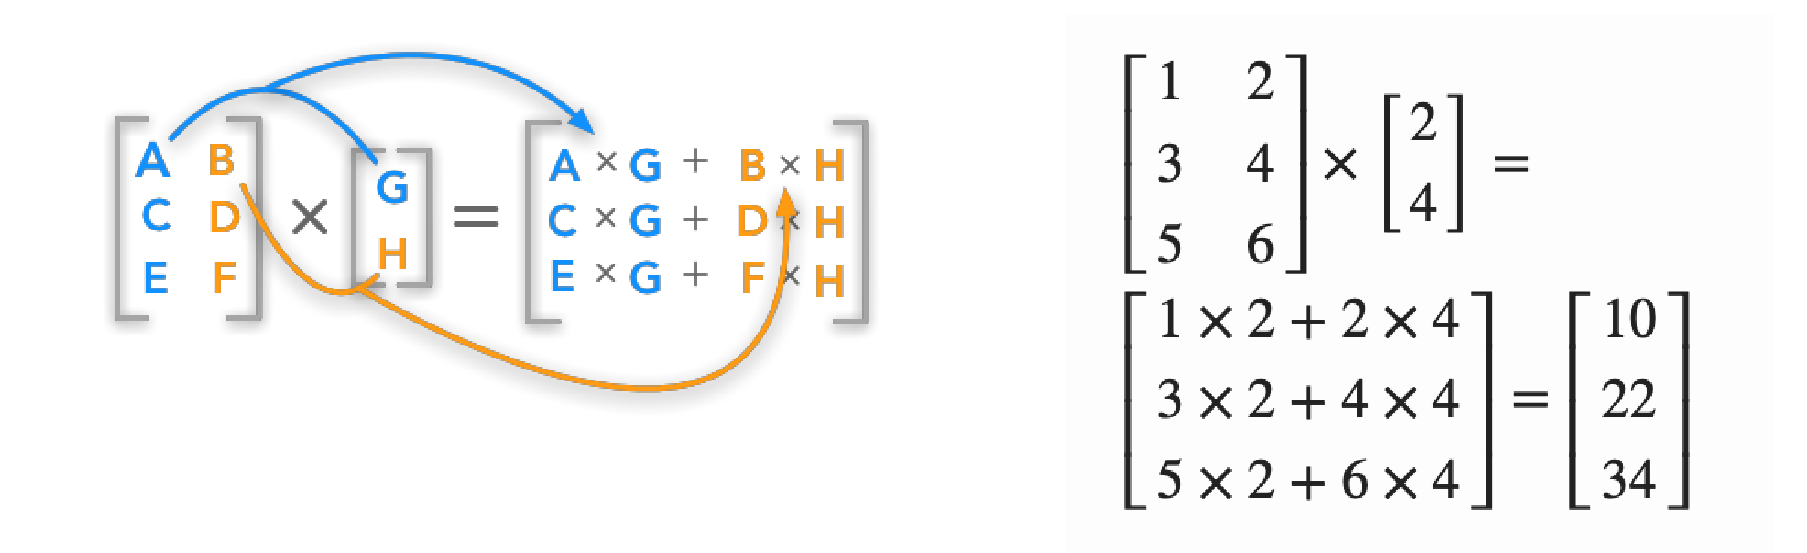 A B
C D
E F
×
G
H
=
A × G + B × H
C × G + D × H
E × G + F × H
1 2
3 4
5 6
×
2
4
=
1 × 2 + 2 × 4
3 × 2 + 4 × 4
5 × 2 + 6 × 4
=
10
22
34